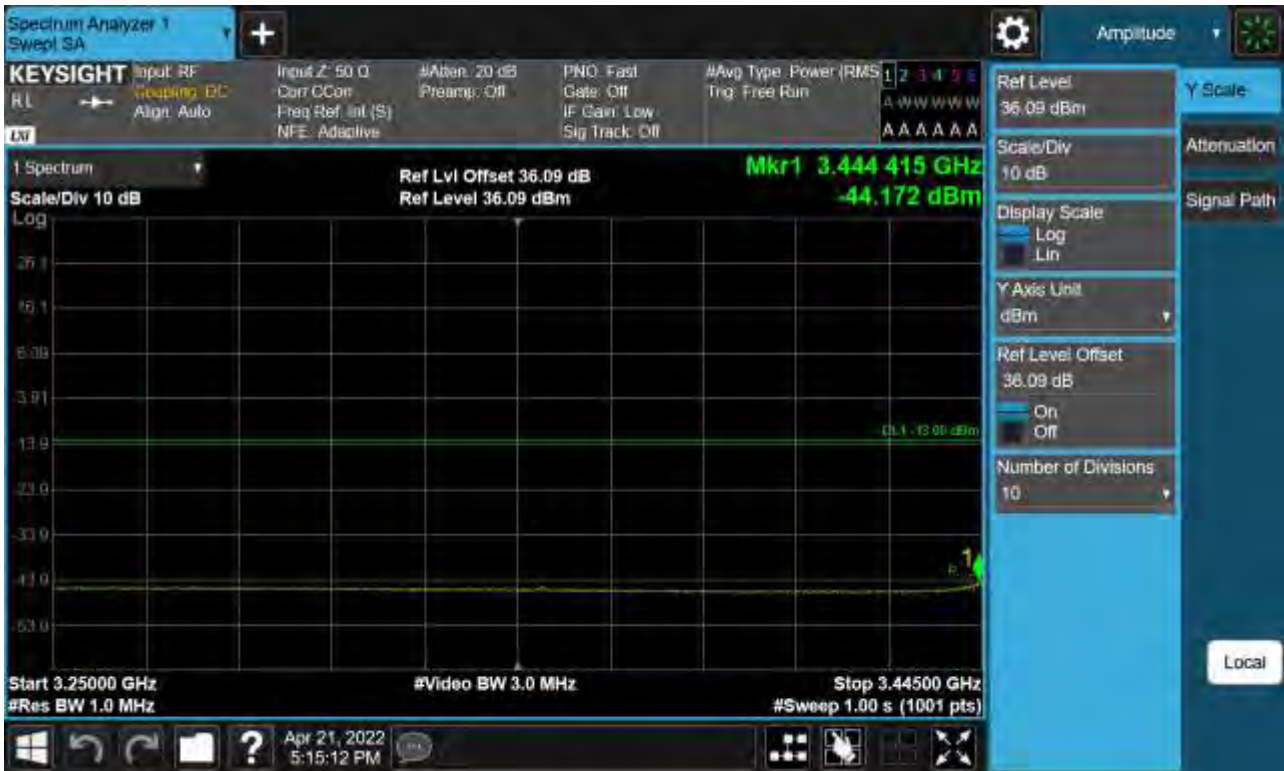 Spectrum Analyzer 1
Swept SA
+
Amplitude
KEYSIGHT
RL
LXI
Input: RF
Coupling: DC
Align: Auto
Input Z: 50 Ω
Corr CCorr
Freq Ref: Int (S)
NFE: Adaptive
#Atten: 20 dB
Preamp: Off
PNO: Fast
Gate: Off
IF Gain: Low
Sig Track: Off
#Avg Type: Power (RMS
Trig: Free Run
1 2 3 4 5 6
A W W W W W
A A A A A A
1 Spectrum
Scale/Div 10 dB
Log
Ref Lvl Offset 36.09 dB
Ref Level 36.09 dBm
Mkr1 3.444 415 GHz
-44.172 dBm
26.1
16.1
6.09
-3.91
-13.9
-23.9
-33.9
-43.9
-53.9
DL1 -13.00 dBm
1
Start 3.25000 GHz
#Res BW 1.0 MHz
#Video BW 3.0 MHz
Stop 3.44500 GHz
#Sweep 1.00 s (1001 pts)
Ref Level
36.09 dBm
Scale/Div
10 dB
Display Scale
Log
Lin
Y Axis Unit
dBm
Ref Level Offset
36.09 dB
On
Off
Number of Divisions
10
Y Scale
Attenuation
Signal Path
Local
?
Apr 21, 2022
5:15:12 PM